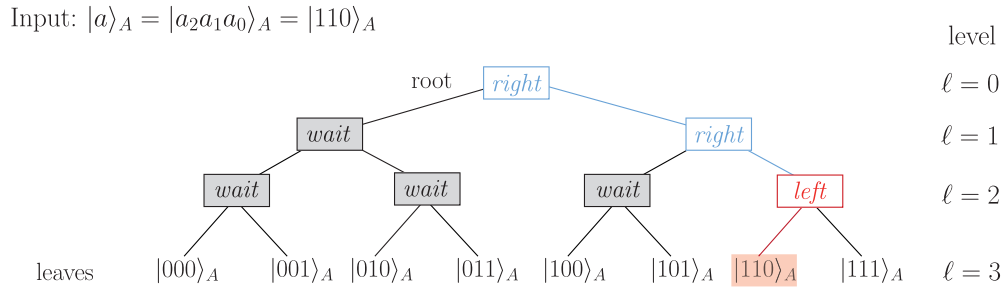 Input: |a⟩_A = |a₂a₁a₀⟩_A = |110⟩_A
level
root right ℓ = 0
wait right ℓ = 1
wait wait wait left ℓ = 2
leaves |000⟩_A |001⟩_A |010⟩_A |011⟩_A |100⟩_A |101⟩_A |110⟩_A |111⟩_A ℓ = 3